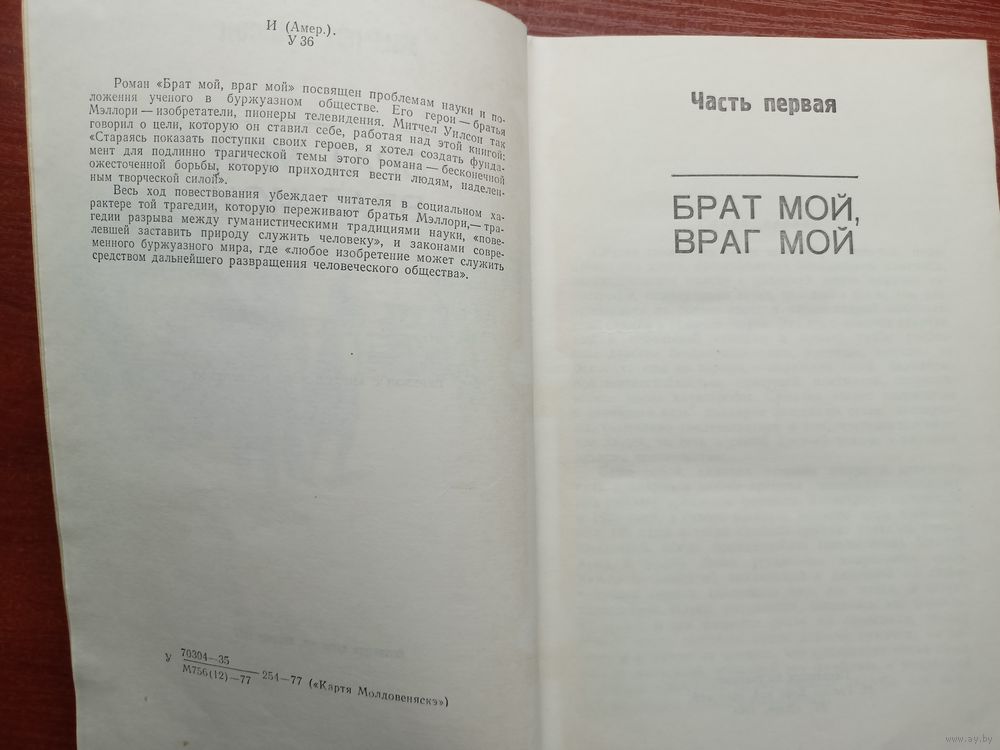 И (Амер.).
У 36
Роман «Брат мой, враг мой» посвящен проблемам науки и по-
ложения ученого в буржуазном обществе. Его герои — братья
Мэллори — изобретатели, пионеры телевидения. Митчел Уилсон так
говорил о цели, которую он ставил себе, работая над этой книгой:
«Стараясь показать поступки своих героев, я хотел создать фунда-
мент для подлинно трагической темы этого романа — бесконечной
ожесточенной борьбы, которую приходится вести людям, наделен-
ным творческой силой».
Весь ход повествования убеждает читателя в социальном ха-
рактере той трагедии, которую переживают братья Мэллори,— тра-
гедии разрыва между гуманистическими традициями науки, «пове-
левшей заставить природу служить человеку», и законами совре-
менного буржуазного мира, где «любое изобретение может служить
средством дальнейшего развращения человеческого общества».
У 70304—35
М756(12)—77 254—77 («Картя Молдовеняскэ»)
Часть первая
БРАТ МОЙ,
ВРАГ МОЙ
www.ay.by